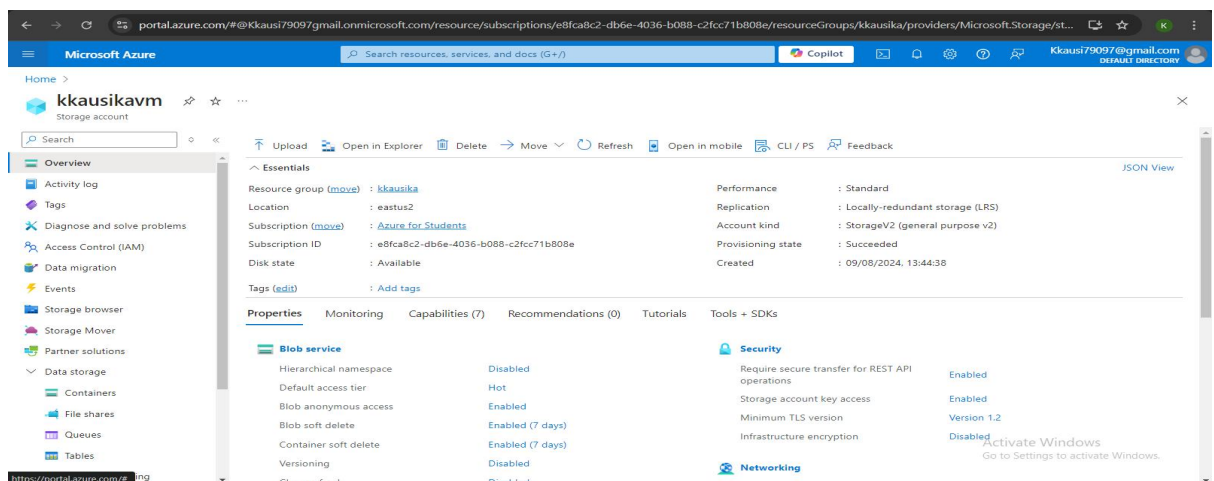 portal.azure.com/#@Kkausi79097gmail.onmicrosoft.com/resource/subscriptions/e8fca8c2-db6e-4036-b088-c2fcc71b808e/resourceGroups/kkausika/providers/Microsoft.Storage/st...
K
Microsoft Azure
Search resources, services, and docs (G+/)
Copilot
Kkausi79097@gmail.com
DEFAULT DIRECTORY
Home >
kkausikavm
Storage account
Search
Overview
Activity log
Tags
Diagnose and solve problems
Access Control (IAM)
Data migration
Events
Storage browser
Storage Mover
Partner solutions
Data storage
Containers
File shares
Queues
Tables
https://portal.azure.com/#
Upload Open in Explorer Delete Move Refresh Open in mobile CLI / PS Feedback
Essentials
JSON View
Resource group (move) : kkausika
Location : eastus2
Subscription (move) : Azure for Students
Subscription ID : e8fca8c2-db6e-4036-b088-c2fcc71b808e
Disk state : Available
Performance : Standard
Replication : Locally-redundant storage (LRS)
Account kind : StorageV2 (general purpose v2)
Provisioning state : Succeeded
Created : 09/08/2024, 13:44:38
Tags (edit) : Add tags
Properties Monitoring Capabilities (7) Recommendations (0) Tutorials Tools + SDKs
Blob service
Hierarchical namespace Disabled
Default access tier Hot
Blob anonymous access Enabled
Blob soft delete Enabled (7 days)
Container soft delete Enabled (7 days)
Versioning Disabled
Security
Require secure transfer for REST API
operations Enabled
Storage account key access Enabled
Minimum TLS version Version 1.2
Infrastructure encryption Disabled
Networking
Activate Windows
Go to Settings to activate Windows.